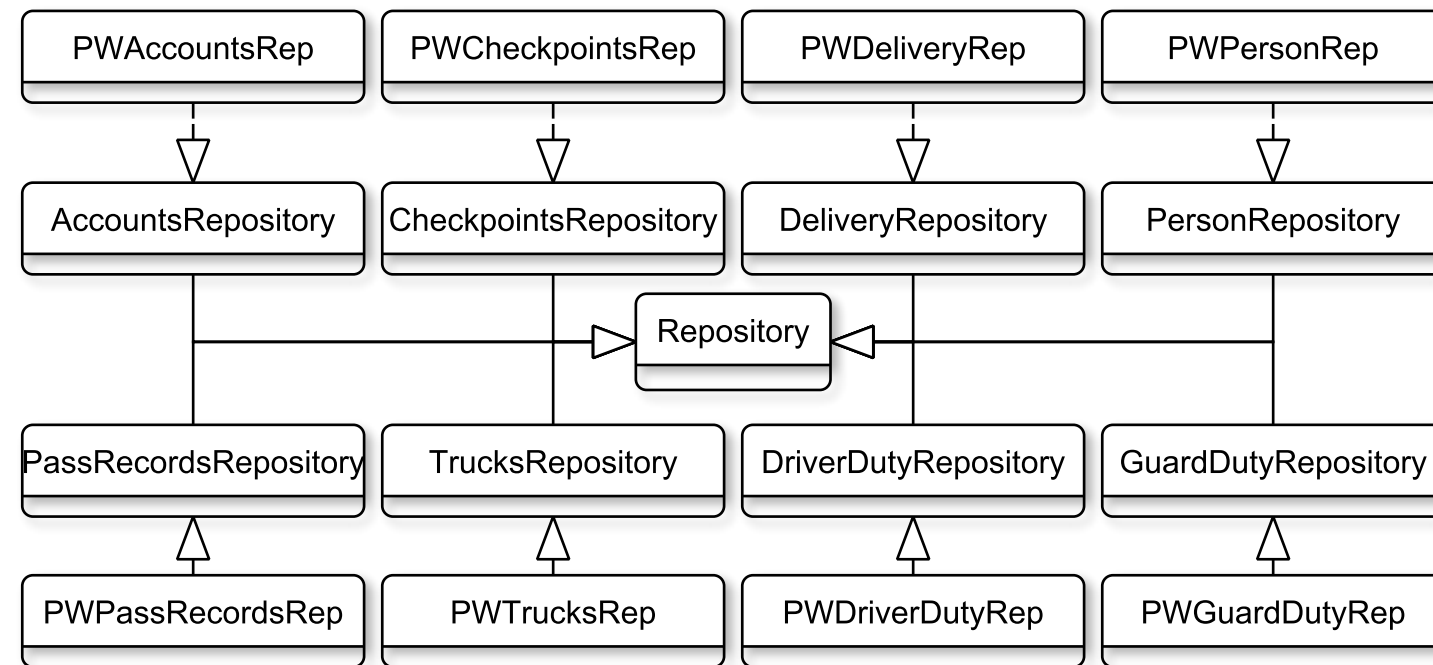 PWAccountsRep
PWCheckpointsRep
PWDeliveryRep
PWPersonRep
AccountsRepository
CheckpointsRepository
DeliveryRepository
PersonRepository
Repository
PassRecordsRepository
TrucksRepository
DriverDutyRepository
GuardDutyRepository
PWPassRecordsRep
PWTrucksRep
PWDriverDutyRep
PWGuardDutyRep